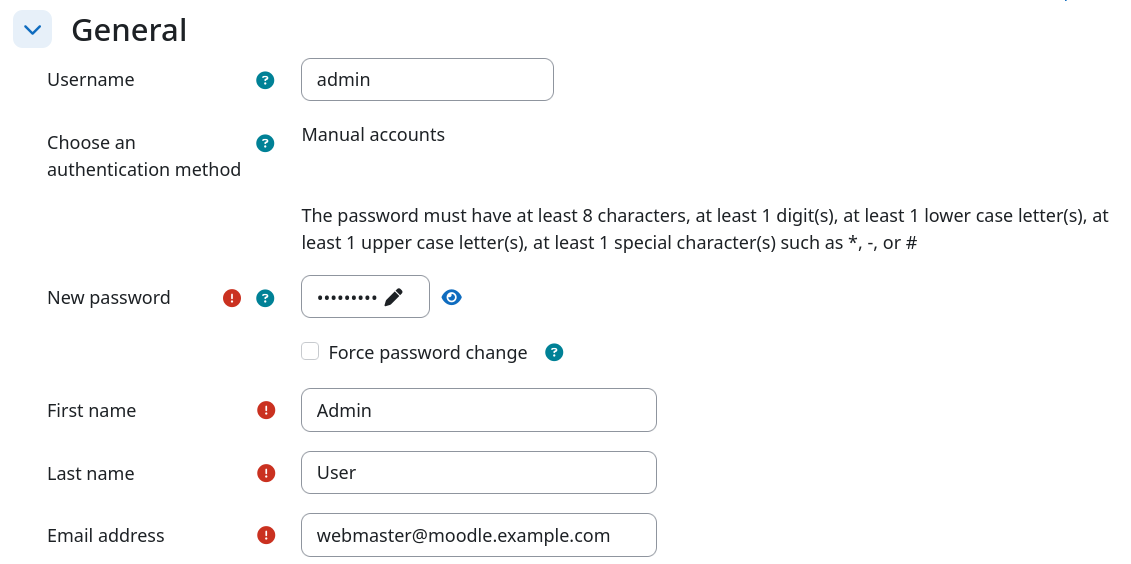 General
Username
admin
Choose an
authentication method
Manual accounts
The password must have at least 8 characters, at least 1 digit(s), at least 1 lower case letter(s), at
least 1 upper case letter(s), at least 1 special character(s) such as *, -, or #
New password
•••••••••
Force password change
First name
Admin
Last name
User
Email address
webmaster@moodle.example.com